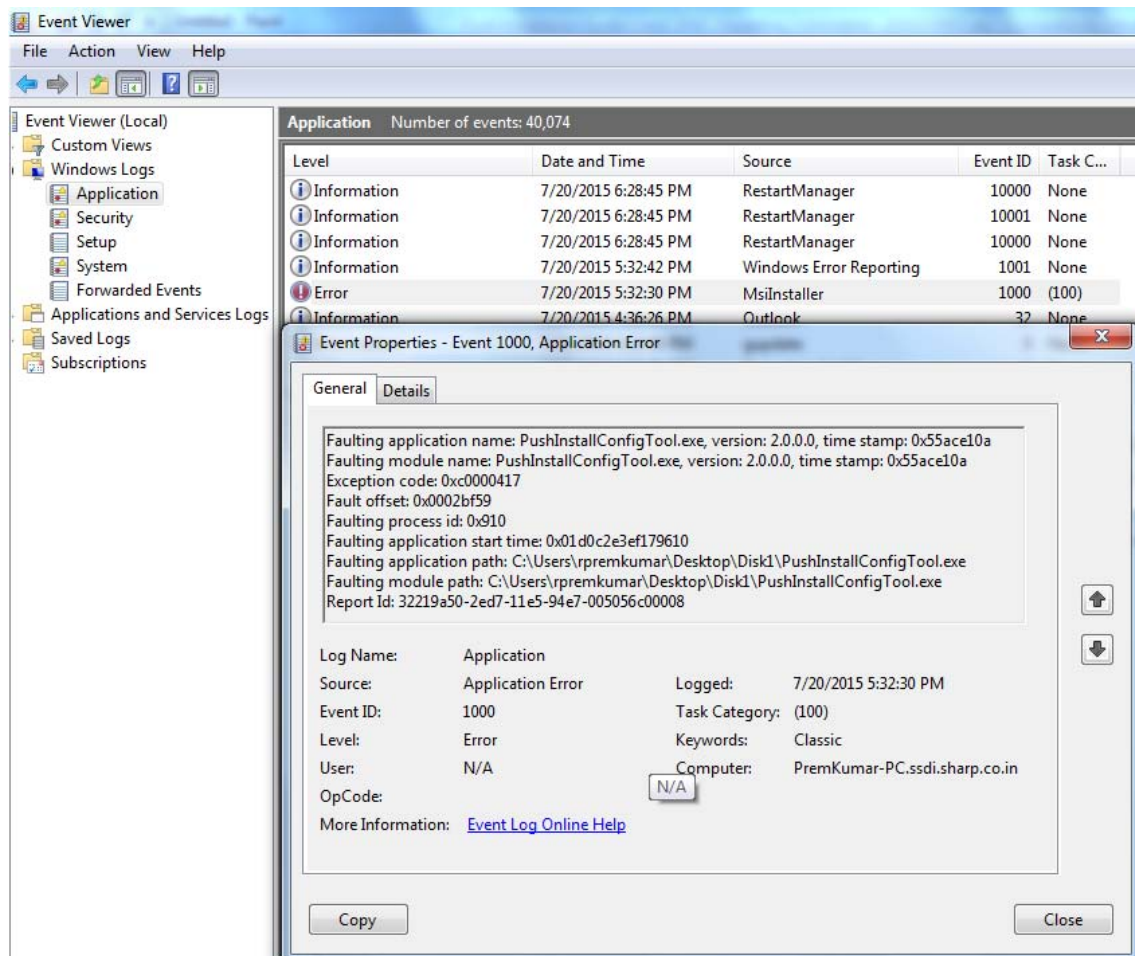 Event Viewer
File Action View Help
Event Viewer (Local)
Custom Views
Windows Logs
Application
Security
Setup
System
Forwarded Events
Applications and Services Logs
Saved Logs
Subscriptions
Application Number of events: 40,074
Level Date and Time Source Event ID Task C...
Information 7/20/2015 6:28:45 PM RestartManager 10000 None
Information 7/20/2015 6:28:45 PM RestartManager 10001 None
Information 7/20/2015 6:28:45 PM RestartManager 10000 None
Information 7/20/2015 5:32:42 PM Windows Error Reporting 1001 None
Error 7/20/2015 5:32:30 PM MsiInstaller 1000 (100)
Information 7/20/2015 4:36:26 PM Outlook 32 None
Event Properties - Event 1000, Application Error
General Details
Faulting application name: PushInstallConfigTool.exe, version: 2.0.0.0, time stamp: 0x55ace10a
Faulting module name: PushInstallConfigTool.exe, version: 2.0.0.0, time stamp: 0x55ace10a
Exception code: 0xc0000417
Fault offset: 0x0002bf59
Faulting process id: 0x910
Faulting application start time: 0x01d0c2e3ef179610
Faulting application path: C:\Users\rpremkumar\Desktop\Disk1\PushInstallConfigTool.exe
Faulting module path: C:\Users\rpremkumar\Desktop\Disk1\PushInstallConfigTool.exe
Report Id: 32219a50-2ed7-11e5-94e7-005056c00008
Log Name: Application
Source: Application Error Logged: 7/20/2015 5:32:30 PM
Event ID: 1000 Task Category: (100)
Level: Error Keywords: Classic
User: N/A Computer: PremKumar-PC.ssdi.sharp.co.in
N/A
OpCode:
More Information: Event Log Online Help
Copy Close